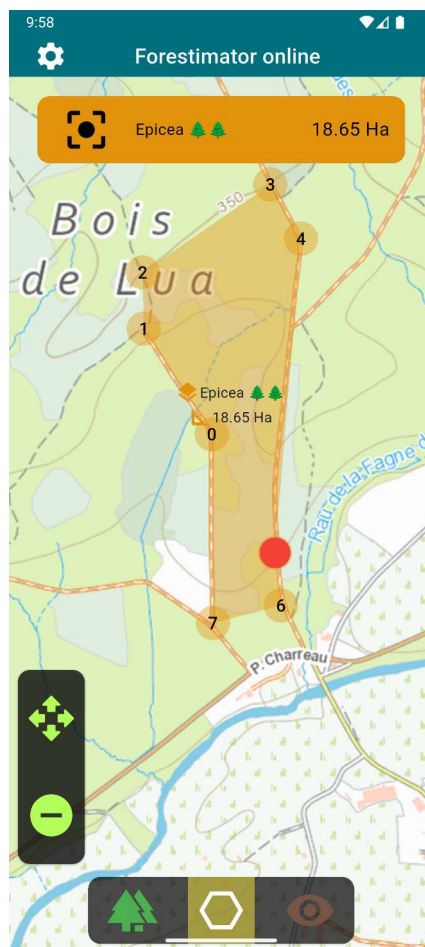 9:58
Forestimator online
Epicea 🌲🌲 18.65 Ha
3
350
Bois
4
de Lua
2
1
Epicea 🌲🌲
18.65 Ha
0
Rau de la Fagne d
6
7
P. Charreau